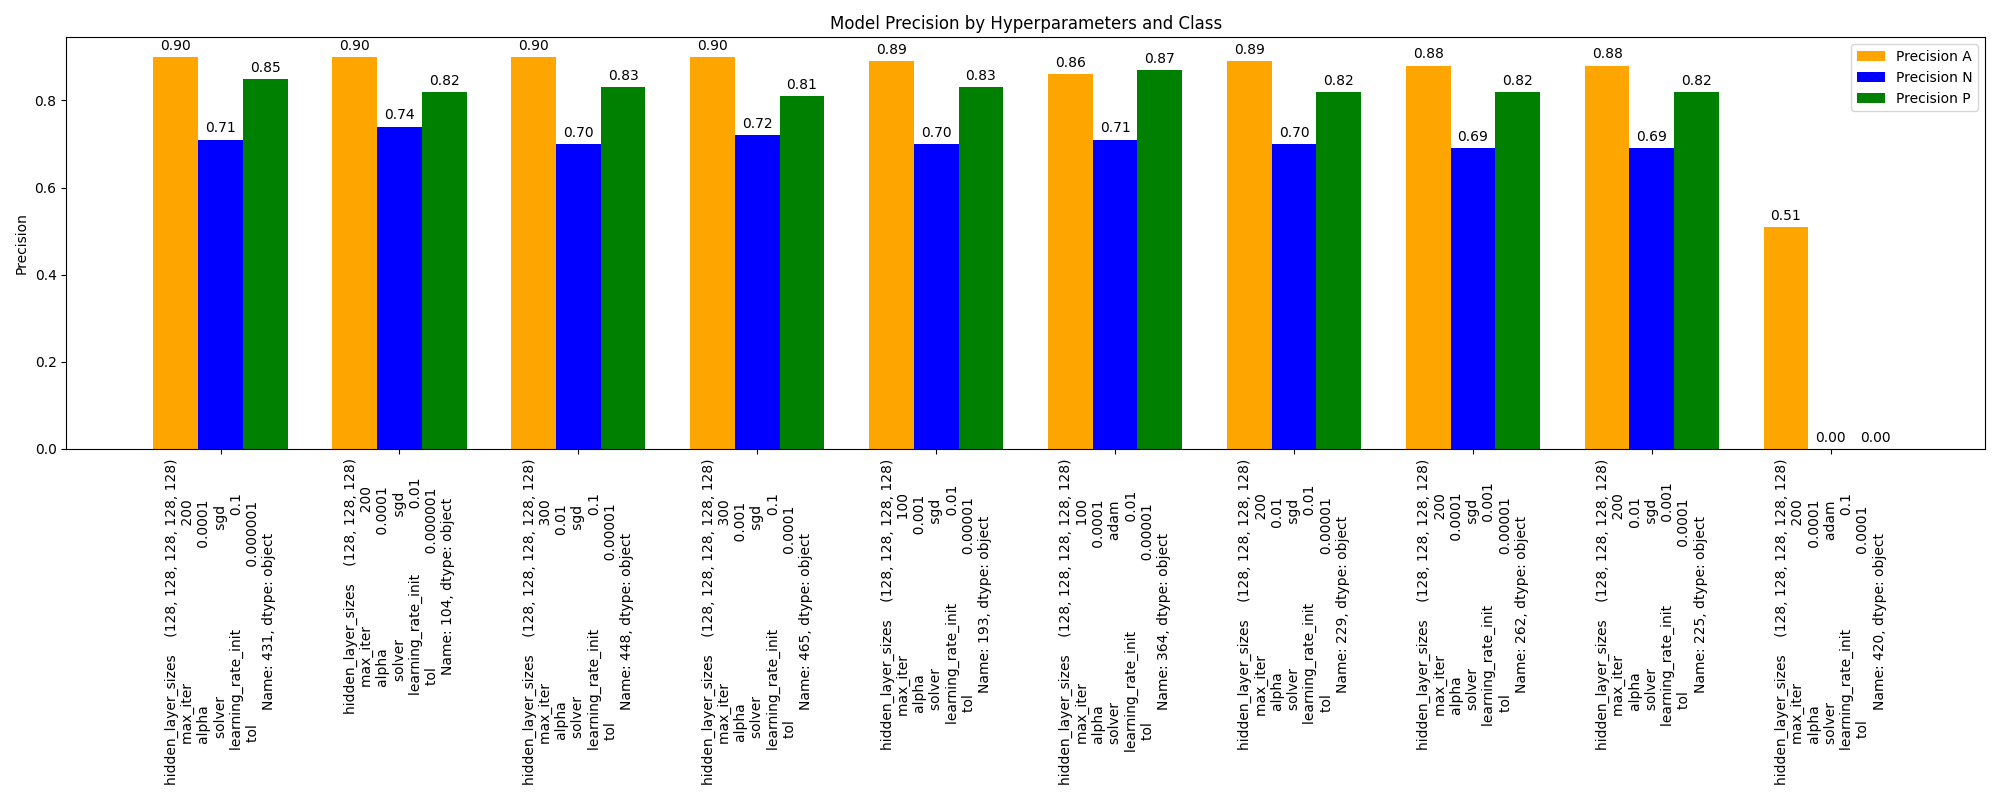 Model Precision by Hyperparameters and Class
Precision
0.8
0.6
0.4
0.2
0.0
Precision A
Precision N
Precision P
0.90
0.71
0.85
0.90
0.74
0.82
0.90
0.70
0.83
0.90
0.72
0.81
0.89
0.70
0.83
0.86
0.71
0.87
0.89
0.70
0.82
0.88
0.69
0.82
0.88
0.69
0.82
0.51
0.00
0.00
hidden_layer_sizes (128, 128, 128, 128, 128)
max_iter 200
alpha 0.0001
solver sgd
learning_rate_init 0.1
tol 0.000001
Name: 431, dtype: object
hidden_layer_sizes (128, 128, 128)
max_iter 200
alpha 0.0001
solver sgd
learning_rate_init 0.01
tol 0.000001
Name: 104, dtype: object
hidden_layer_sizes (128, 128, 128, 128, 128)
max_iter 300
alpha 0.01
solver sgd
learning_rate_init 0.1
tol 0.00001
Name: 448, dtype: object
hidden_layer_sizes (128, 128, 128, 128, 128)
max_iter 300
alpha 0.001
solver sgd
learning_rate_init 0.1
tol 0.0001
Name: 465, dtype: object
hidden_layer_sizes (128, 128, 128, 128)
max_iter 100
alpha 0.001
solver sgd
learning_rate_init 0.01
tol 0.00001
Name: 193, dtype: object
hidden_layer_sizes (128, 128, 128, 128, 128)
max_iter 100
alpha 0.0001
solver adam
learning_rate_init 0.01
tol 0.00001
Name: 364, dtype: object
hidden_layer_sizes (128, 128, 128, 128)
max_iter 200
alpha 0.01
solver sgd
learning_rate_init 0.01
tol 0.00001
Name: 229, dtype: object
hidden_layer_sizes (128, 128, 128, 128)
max_iter 200
alpha 0.0001
solver sgd
learning_rate_init 0.001
tol 0.00001
Name: 262, dtype: object
hidden_layer_sizes (128, 128, 128, 128)
max_iter 200
alpha 0.01
solver sgd
learning_rate_init 0.001
tol 0.0001
Name: 225, dtype: object
hidden_layer_sizes (128, 128, 128, 128, 128)
max_iter 200
alpha 0.0001
solver adam
learning_rate_init 0.1
tol 0.0001
Name: 420, dtype: object